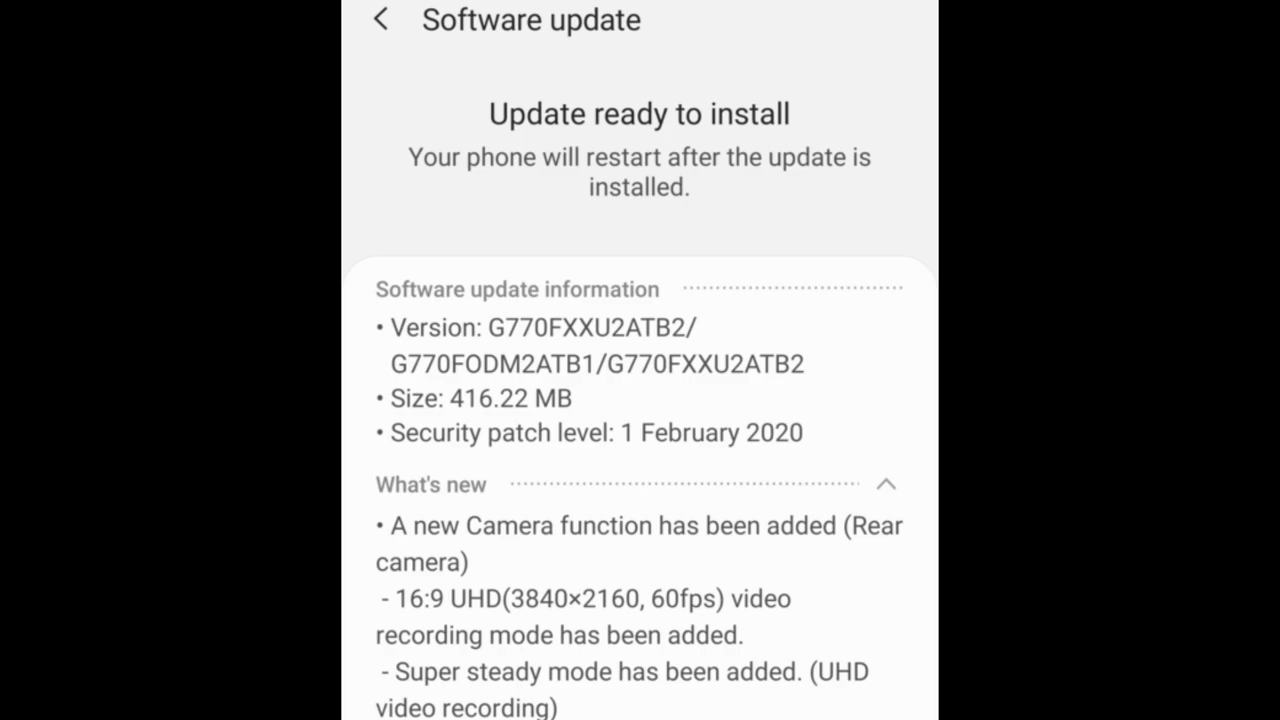 Software update
Update ready to install
Your phone will restart after the update is
installed.
Software update information
• Version: G770FXXU2ATB2/
G770FODM2ATB1/G770FXXU2ATB2
• Size: 416.22 MB
• Security patch level: 1 February 2020
What's new
• A new Camera function has been added (Rear
camera)
- 16:9 UHD(3840×2160, 60fps) video
recording mode has been added.
- Super steady mode has been added. (UHD
video recording)